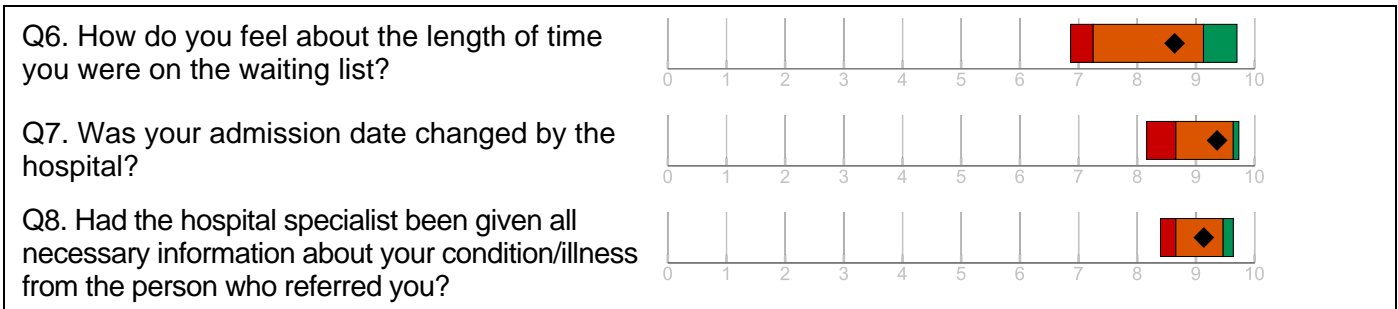 Q6. How do you feel about the length of time
you were on the waiting list?
0 1 2 3 4 5 6 7 8 9 10
Q7. Was your admission date changed by the
hospital?
0 1 2 3 4 5 6 7 8 9 10
Q8. Had the hospital specialist been given all
necessary information about your condition/illness
from the person who referred you?
0 1 2 3 4 5 6 7 8 9 10